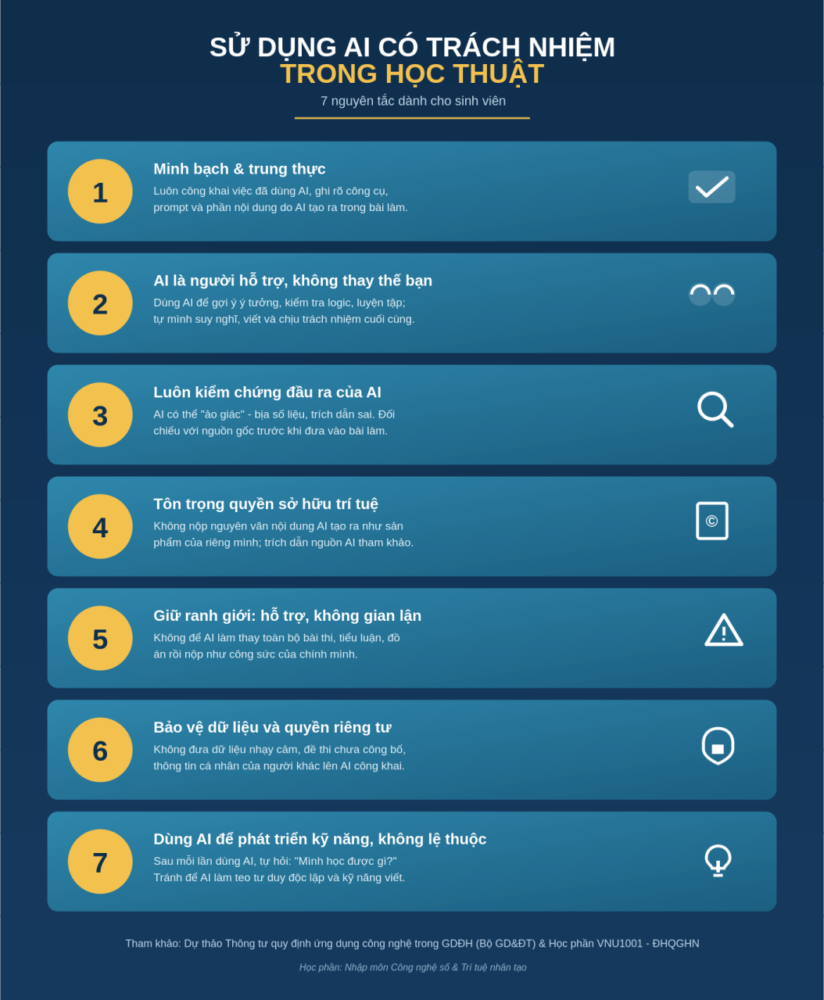 SỬ DỤNG AI CÓ TRÁCH NHIỆM
TRONG HỌC THUẬT
7 nguyên tắc dành cho sinh viên
1
Minh bạch & trung thực
Luôn công khai việc đã dùng AI, ghi rõ công cụ,
prompt và phần nội dung do AI tạo ra trong bài làm.
2
AI là người hỗ trợ, không thay thế bạn
Dùng AI để gợi ý ý tưởng, kiểm tra logic, luyện tập;
tự mình suy nghĩ, viết và chịu trách nhiệm cuối cùng.
3
Luôn kiểm chứng đầu ra của AI
AI có thể "ảo giác" - bịa số liệu, trích dẫn sai. Đối
chiếu với nguồn gốc trước khi đưa vào bài làm.
4
Tôn trọng quyền sở hữu trí tuệ
Không nộp nguyên văn nội dung AI tạo ra như sản
phẩm của riêng mình; trích dẫn nguồn AI tham khảo.
©
5
Giữ ranh giới: hỗ trợ, không gian lận
Không để AI làm thay toàn bộ bài thi, tiểu luận, đồ
án rồi nộp như công sức của chính mình.
6
Bảo vệ dữ liệu và quyền riêng tư
Không đưa dữ liệu nhạy cảm, đề thi chưa công bố,
thông tin cá nhân của người khác lên AI công khai.
7
Dùng AI để phát triển kỹ năng, không lệ thuộc
Sau mỗi lần dùng AI, tự hỏi: "Mình học được gì?"
Tránh để AI làm teo tư duy độc lập và kỹ năng viết.
Tham khảo: Dự thảo Thông tư quy định ứng dụng công nghệ trong GDĐH (Bộ GD&ĐT) & Học phần VNU1001 - ĐHQGHN
Học phần: Nhập môn Công nghệ số & Trí tuệ nhân tạo